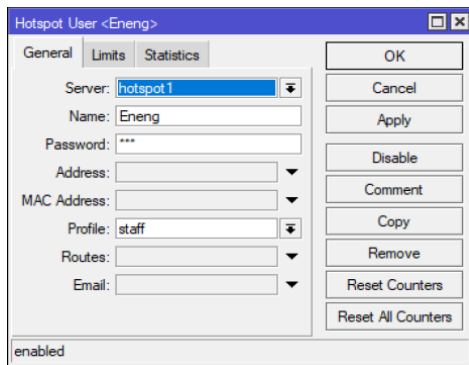 Hotspot User <Eneng>
General Limits Statistics
Server: hotspot1
Name: Eneng
Password: ***
Address:
MAC Address:
Profile: staff
Routes:
Email:
OK
Cancel
Apply
Disable
Comment
Copy
Remove
Reset Counters
Reset All Counters
enabled